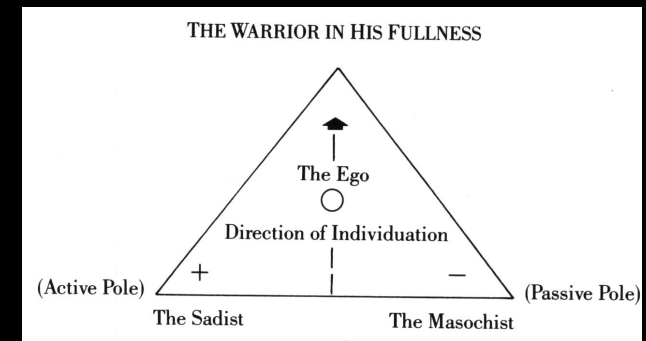 THE WARRIOR IN HIS FULLNESS
The Ego
Direction of Individuation
+
−
(Active Pole)
(Passive Pole)
The Sadist
The Masochist